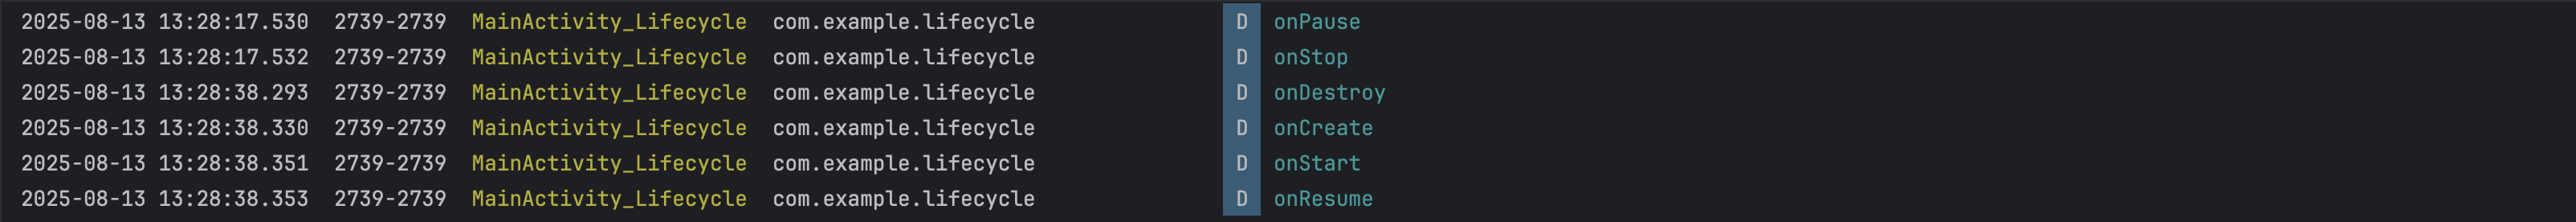 2025-08-13 13:28:17.530 2739-2739 MainActivity_Lifecycle com.example.lifecycle D onPause
2025-08-13 13:28:17.532 2739-2739 MainActivity_Lifecycle com.example.lifecycle D onStop
2025-08-13 13:28:38.293 2739-2739 MainActivity_Lifecycle com.example.lifecycle D onDestroy
2025-08-13 13:28:38.330 2739-2739 MainActivity_Lifecycle com.example.lifecycle D onCreate
2025-08-13 13:28:38.351 2739-2739 MainActivity_Lifecycle com.example.lifecycle D onStart
2025-08-13 13:28:38.353 2739-2739 MainActivity_Lifecycle com.example.lifecycle D onResume